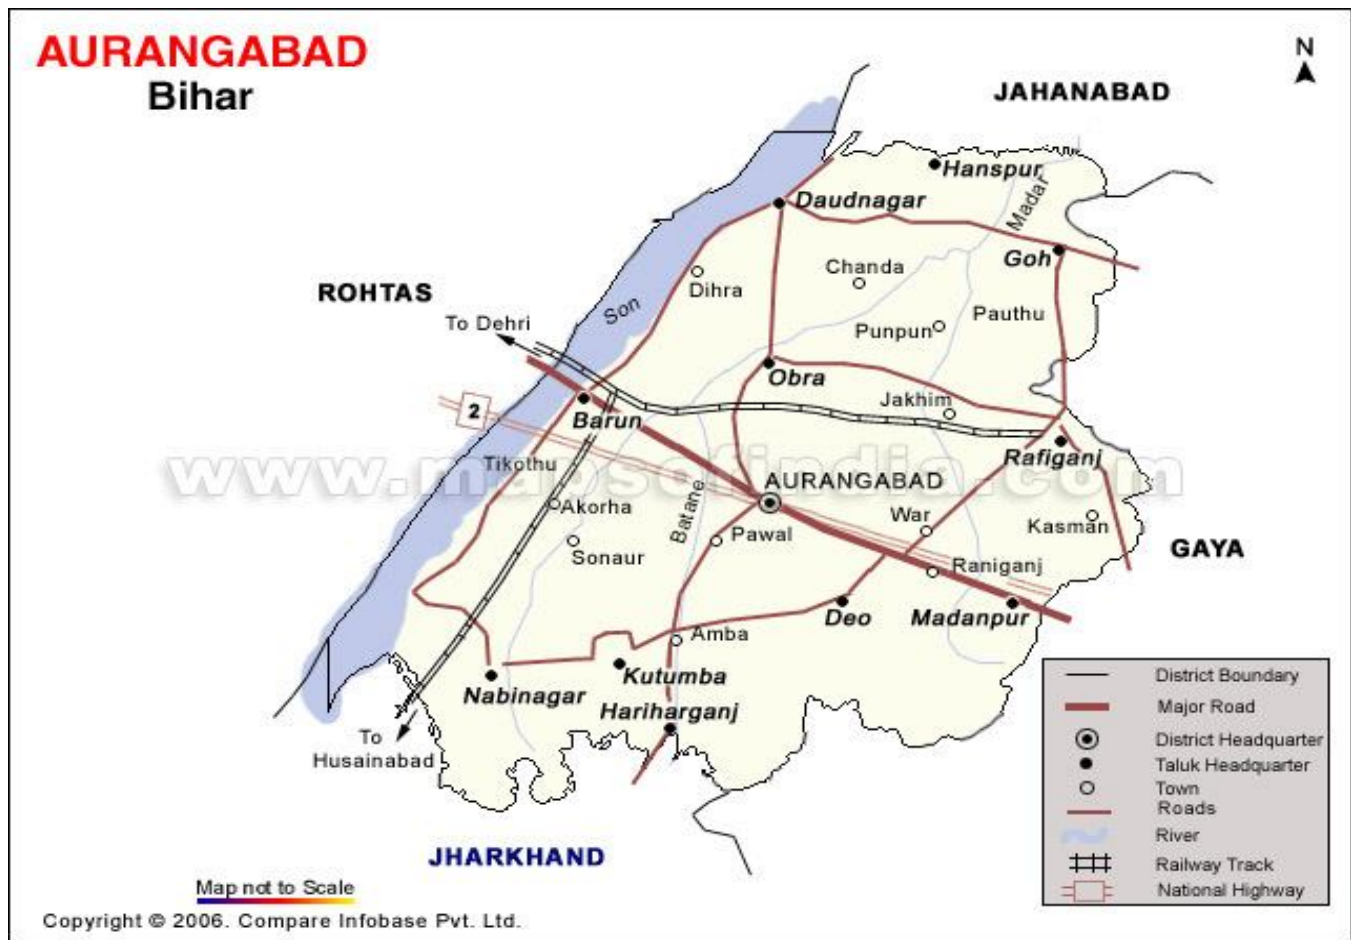 AURANGABAD
Bihar
N
JAHANABAD
Hanspur
Daudnagar
Madar
Goh
Chanda
Dihra
ROHTAS
Son
To Dehri
Punpun
Pauthu
Obra
Jakhim
2
Barun
Rafiganj
Tikothu
www.mapsofindia.com
AURANGABAD
Batane
Akorha
War
Kasman
Pawal
Sonaur
GAYA
Raniganj
Deo
Madanpur
Amba
Kutumba
Nabinagar
Hariharganj
To
Husainabad
JHARKHAND
District Boundary
Major Road
District Headquarter
Taluk Headquarter
Town
Roads
River
Railway Track
National Highway
Map not to Scale
Copyright © 2006. Compare Infobase Pvt. Ltd.